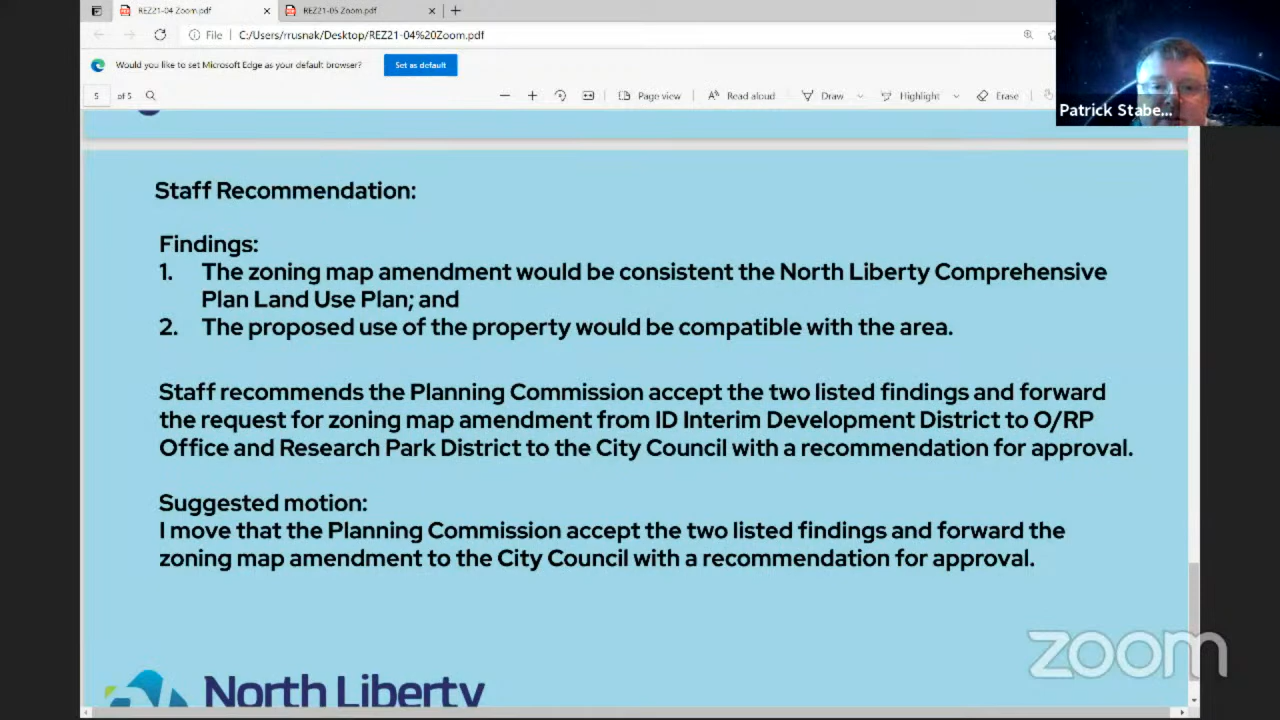 REZ21-04 Zoom.pdf
REZ21-05 Zoom.pdf
File
C:/Users/rrusnak/Desktop/REZ21-04%20Zoom.pdf
Would you like to set Microsoft Edge as your default browser?
Set as default
5 of 5
Page view
Read aloud
Draw
Highlight
Erase
Patrick Stabe...
Staff Recommendation:
Findings:
1. The zoning map amendment would be consistent the North Liberty Comprehensive
Plan Land Use Plan; and
2. The proposed use of the property would be compatible with the area.
Staff recommends the Planning Commission accept the two listed findings and forward
the request for zoning map amendment from ID Interim Development District to O/RP
Office and Research Park District to the City Council with a recommendation for approval.
Suggested motion:
I move that the Planning Commission accept the two listed findings and forward the
zoning map amendment to the City Council with a recommendation for approval.
zoom
North Liberty